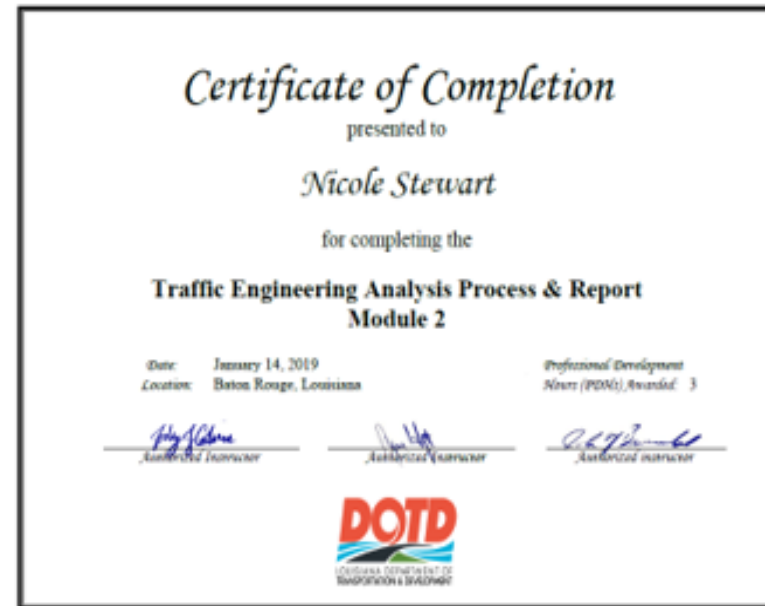 Certificate of Completion
presented to
Nicole Stewart
for completing the
Traffic Engineering Analysis Process & Report
Module 2
Date: January 14, 2019
Location: Baton Rouge, Louisiana
Professional Development
Hours (PDHs) Awarded: 3
Authorized Instructor
Authorized Instructor
Authorized Instructor
DOTD
LOUISIANA DEPARTMENT OF
TRANSPORTATION & DEVELOPMENT